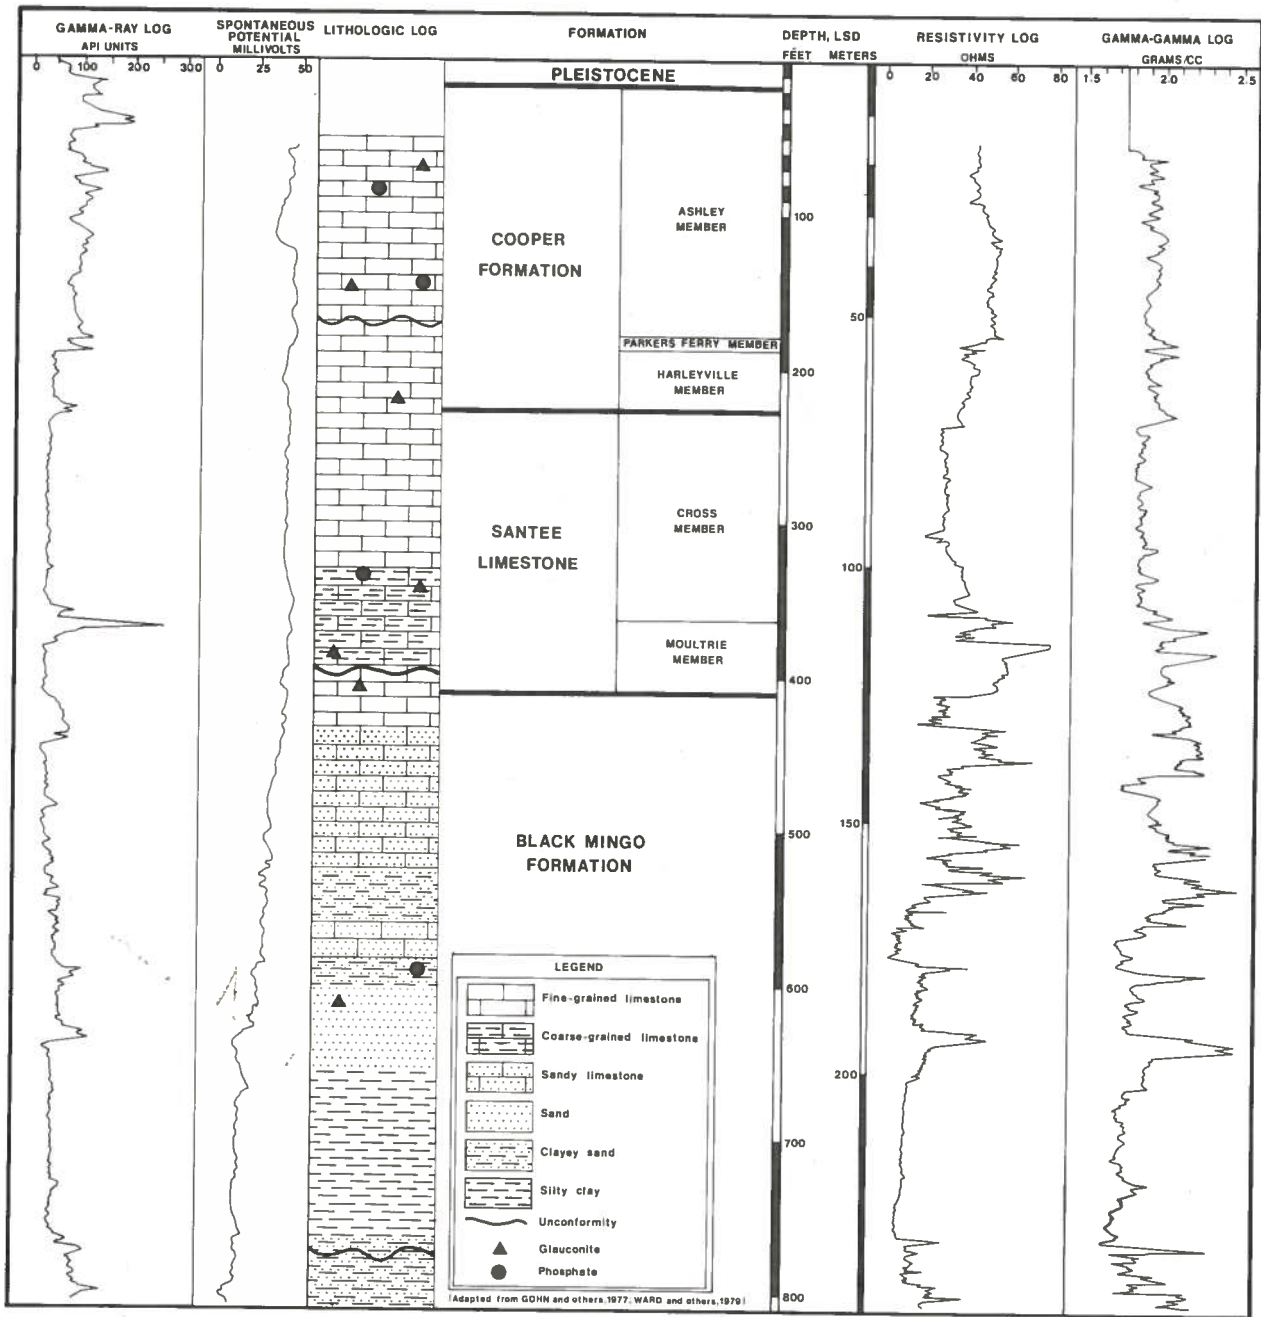 GAMMA-RAY LOG
API UNITS
0 100 200 300
SPONTANEOUS
POTENTIAL
MILLIVOLTS
0 25 50
LITHOLOGIC LOG
FORMATION
DEPTH, LSD
FEET METERS
RESISTIVITY LOG
OHMS
0 20 40 60 80
GAMMA-GAMMA LOG
GRAMS/CC
1.5 2.0 2.5
PLEISTOCENE
COOPER
FORMATION
ASHLEY
MEMBER
PARKERS FERRY MEMBER
HARLEYVILLE
MEMBER
SANTEE
LIMESTONE
CROSS
MEMBER
MOULTRIE
MEMBER
BLACK MINGO
FORMATION
100
50
200
300
100
400
500
150
600
200
700
800
LEGEND
Fine-grained limestone
Coarse-grained limestone
Sandy limestone
Sand
Clayey sand
Silty clay
Unconformity
Glauconite
Phosphate
(Adapted from GOHN and others, 1977; WARD and others, 1979)